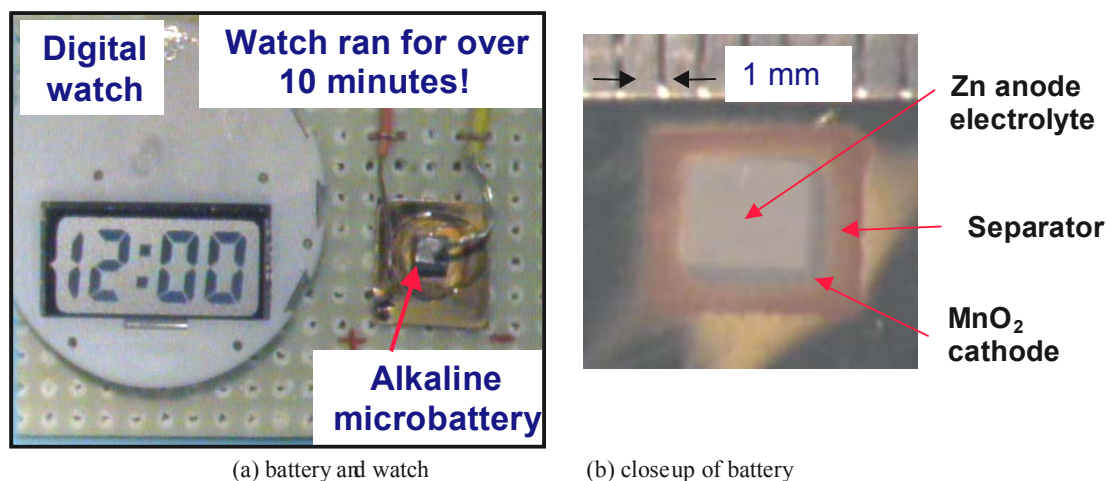 Digital
watch
Watch ran for over
10 minutes!
12:00
+
-
Alkaline
microbattery
(a) battery and watch
1 mm
Zn anode
electrolyte
Separator
MnO₂
cathode
(b) closeup of battery